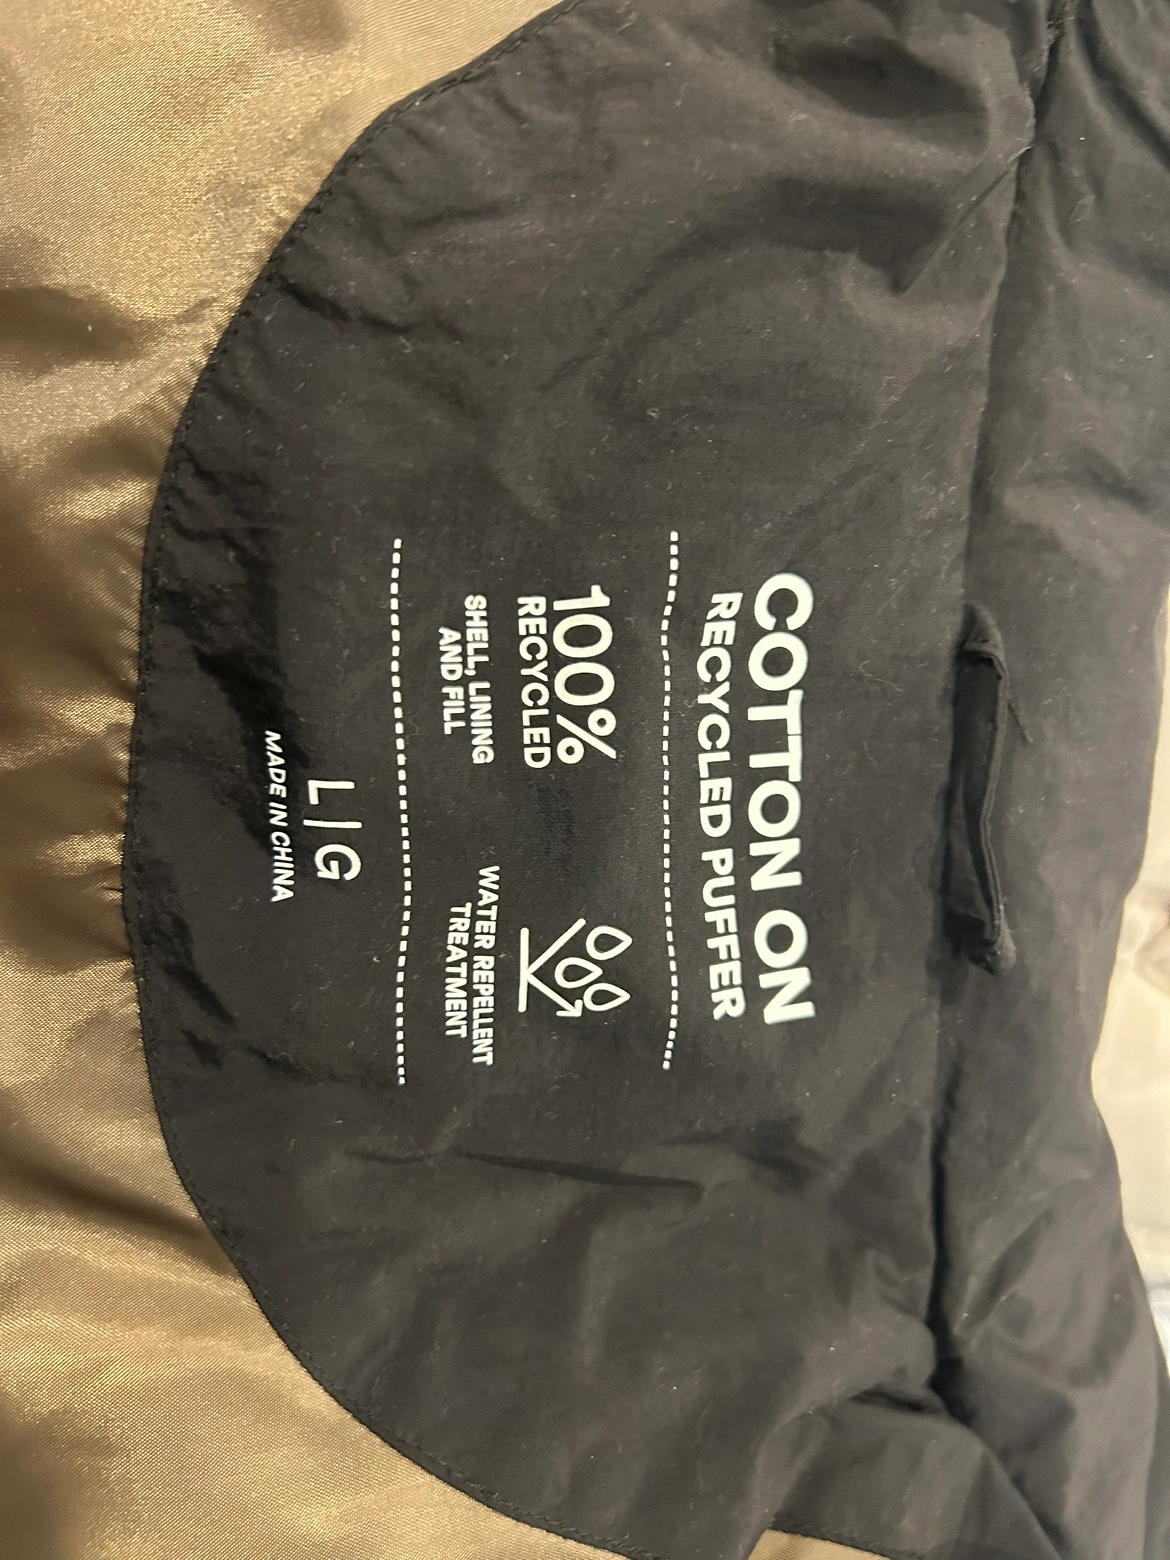 COTTON ON
RECYCLED PUFFER
100%
RECYCLED
SHELL, LINING
AND FILL
WATER REPELLENT
TREATMENT
L | G
MADE IN CHINA